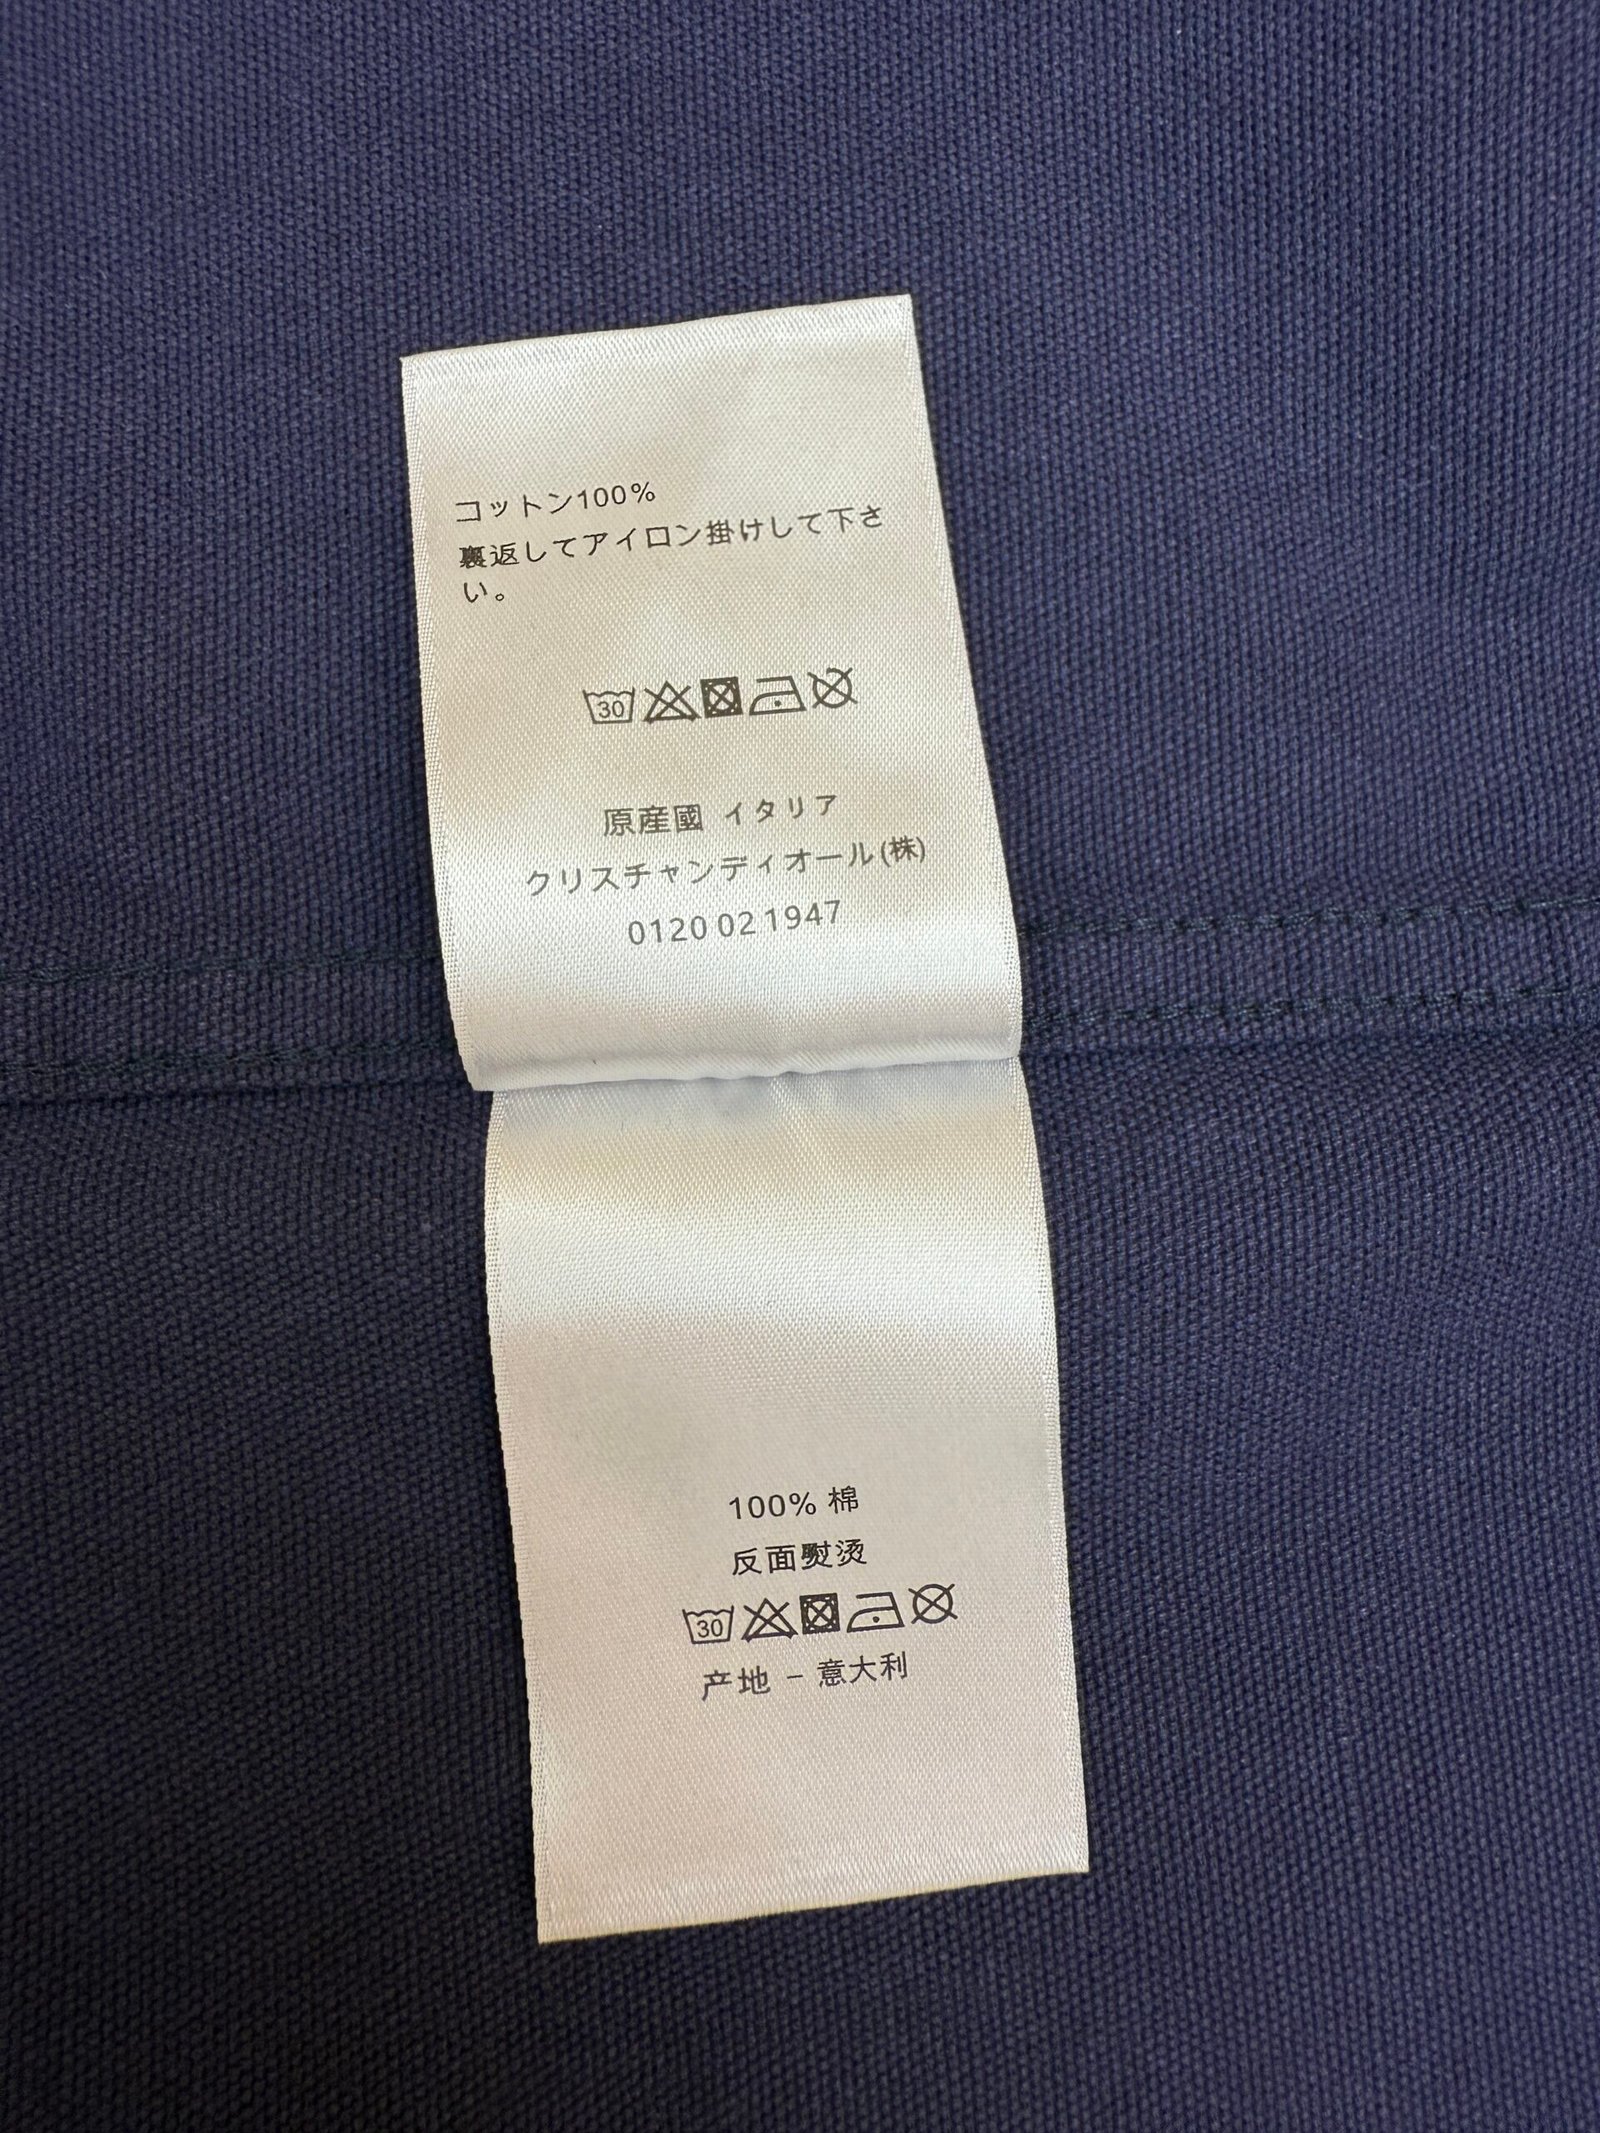 コットン100%
裏返してアイロン掛けして下さ
い。
30
原産國 イタリア
クリスチャンディオール(株)
0120 02 1947
100% 棉
反面熨烫
30
产地 – 意大利